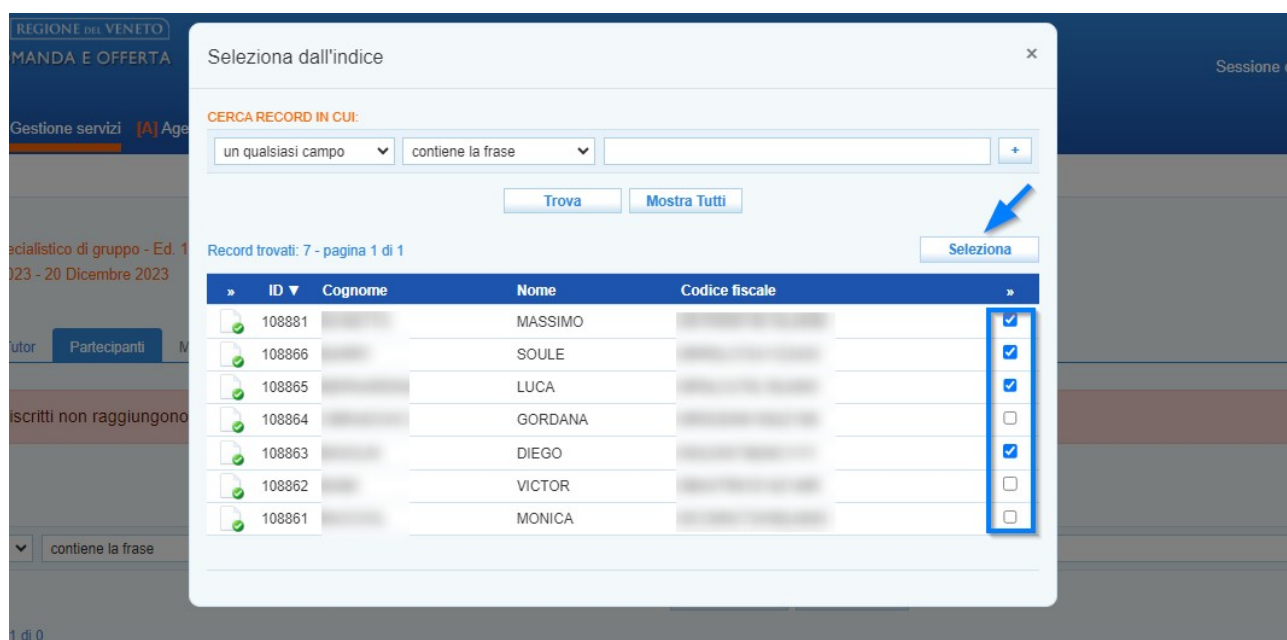 REGIONE DEL VENETO
MANDA E OFFERTA
Sessione
Gestione servizi [A] Age
Seleziona dall'indice ×
CERCA RECORD IN CUI:
un qualsiasi campo contiene la frase +
Trova Mostra Tutti
ecialistico di gruppo - Ed. 1
023 - 20 Dicembre 2023
Record trovati: 7 - pagina 1 di 1 Seleziona
» ID ▼ Cognome Nome Codice fiscale »
108881 MASSIMO
108866 SOULE
108865 LUCA
108864 GORDANA
108863 DIEGO
108862 VICTOR
108861 MONICA
utor Partecipanti M
iscritti non raggiungono
contiene la frase
1 di 0